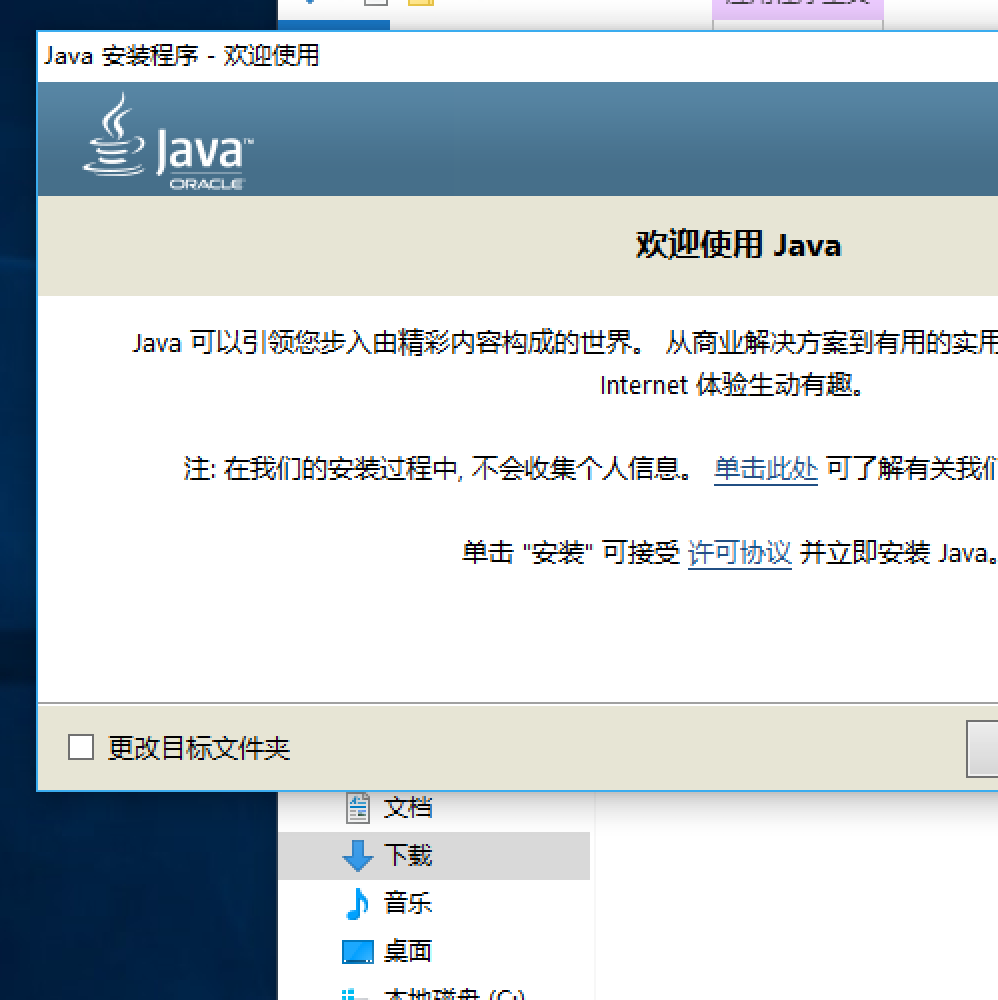 Java 安装程序 - 欢迎使用
Java™
ORACLE
欢迎使用 Java
Java 可以引领您步入由精彩内容构成的世界。 从商业解决方案到有用的实用
Internet 体验生动有趣。
注: 在我们的安装过程中, 不会收集个人信息。 单击此处 可了解有关我们
单击 "安装" 可接受 许可协议 并立即安装 Java。
更改目标文件夹
文档
下载
音乐
桌面
本地磁盘 (C:)